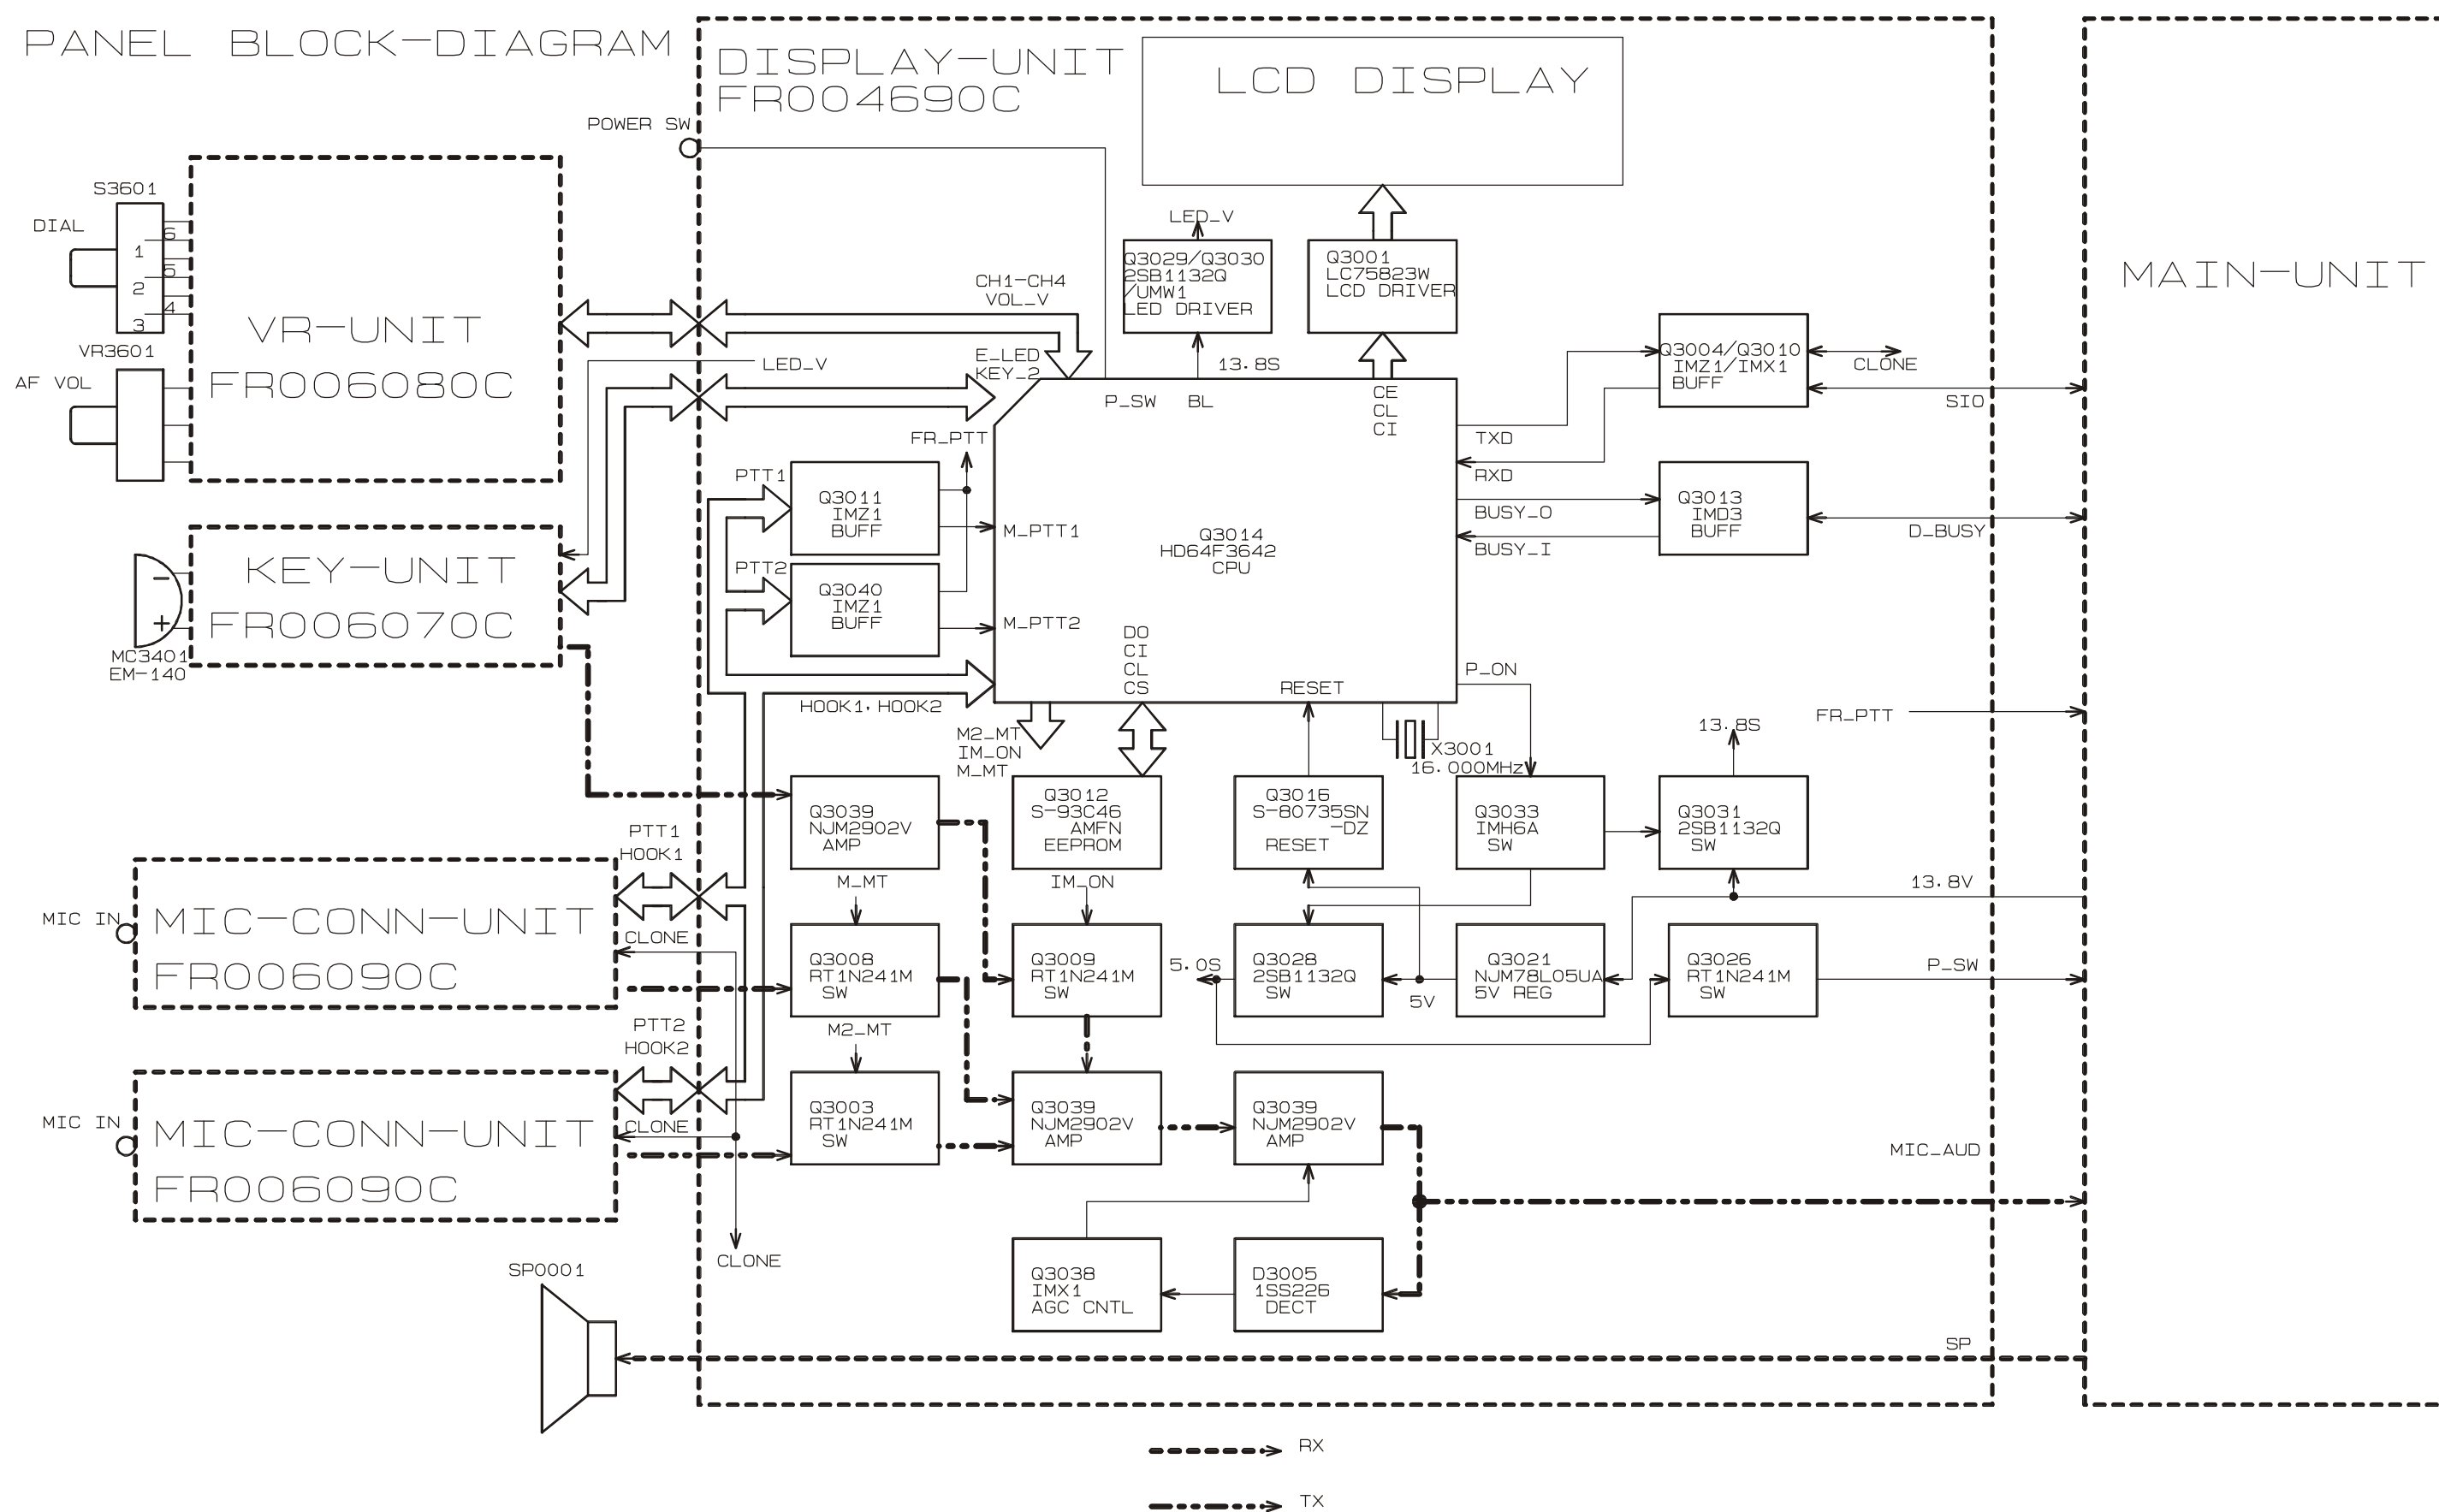 PANEL BLOCK-DIAGRAM
DISPLAY-UNIT
FR004690C
LCD DISPLAY
MAIN-UNIT
POWER SW
S3601
DIAL
6
1
5
2
4
3
VR3601
AF VOL
VR-UNIT
FR006080C
LED_V
Q3029/Q3030
2SB1132Q
/UMW1
LED DRIVER
Q3001
LC75823W
LCD DRIVER
CH1-CH4
VOL_V
E_LED
KEY_2
LED_V
13.8S
Q3004/Q3010
IMZ1/IMX1
BUFF
CLONE
SIO
P_SW
BL
CE
CL
CI
TXD
RXD
BUSY_O
BUSY_I
Q3013
IMD3
BUFF
D_BUSY
FR_PTT
PTT1
Q3011
IMZ1
BUFF
M_PTT1
Q3014
HD64F3642
CPU
PTT2
Q3040
IMZ1
BUFF
M_PTT2
KEY-UNIT
FR006070C
MC3401
EM-140
DO
CI
CL
CS
RESET
P_ON
HOOK1,HOOK2
M2_MT
IM_ON
M_MT
X3001
16.000MHz
13.8S
FR_PTT
Q3039
NJM2902V
AMP
Q3012
S-93C46
AMFN
EEPROM
Q3016
S-80735SN
-DZ
RESET
Q3033
IMH6A
SW
Q3031
2SB1132Q
SW
PTT1
HOOK1
M_MT
IM_ON
13.8V
MIC IN
MIC-CONN-UNIT
FR006090C
CLONE
Q3008
RT1N241M
SW
Q3009
RT1N241M
SW
5.0S
Q3028
2SB1132Q
SW
5V
Q3021
NJM78L05UA
5V REG
Q3026
RT1N241M
SW
P_SW
PTT2
HOOK2
M2_MT
MIC IN
MIC-CONN-UNIT
FR006090C
CLONE
Q3003
RT1N241M
SW
Q3039
NJM2902V
AMP
Q3039
NJM2902V
AMP
MIC_AUD
CLONE
SP0001
Q3038
IMX1
AGC CNTL
D3005
1SS226
DECT
SP
RX
TX